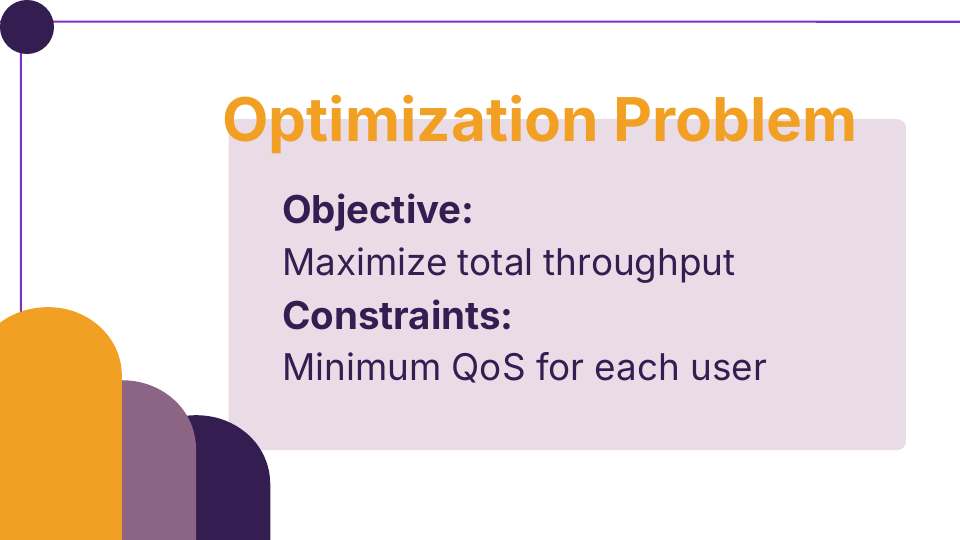 Optimization Problem
Objective:
Maximize total throughput
Constraints:
Minimum QoS for each user